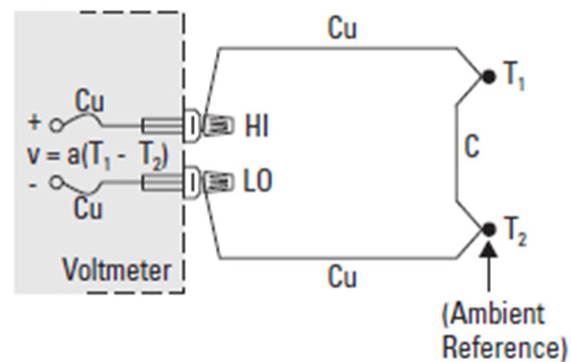 Cu
T₁
Cu
+
HI
v = a(T₁ - T₂)
C
-
LO
Cu
T₂
Voltmeter
Cu
(Ambient
Reference)